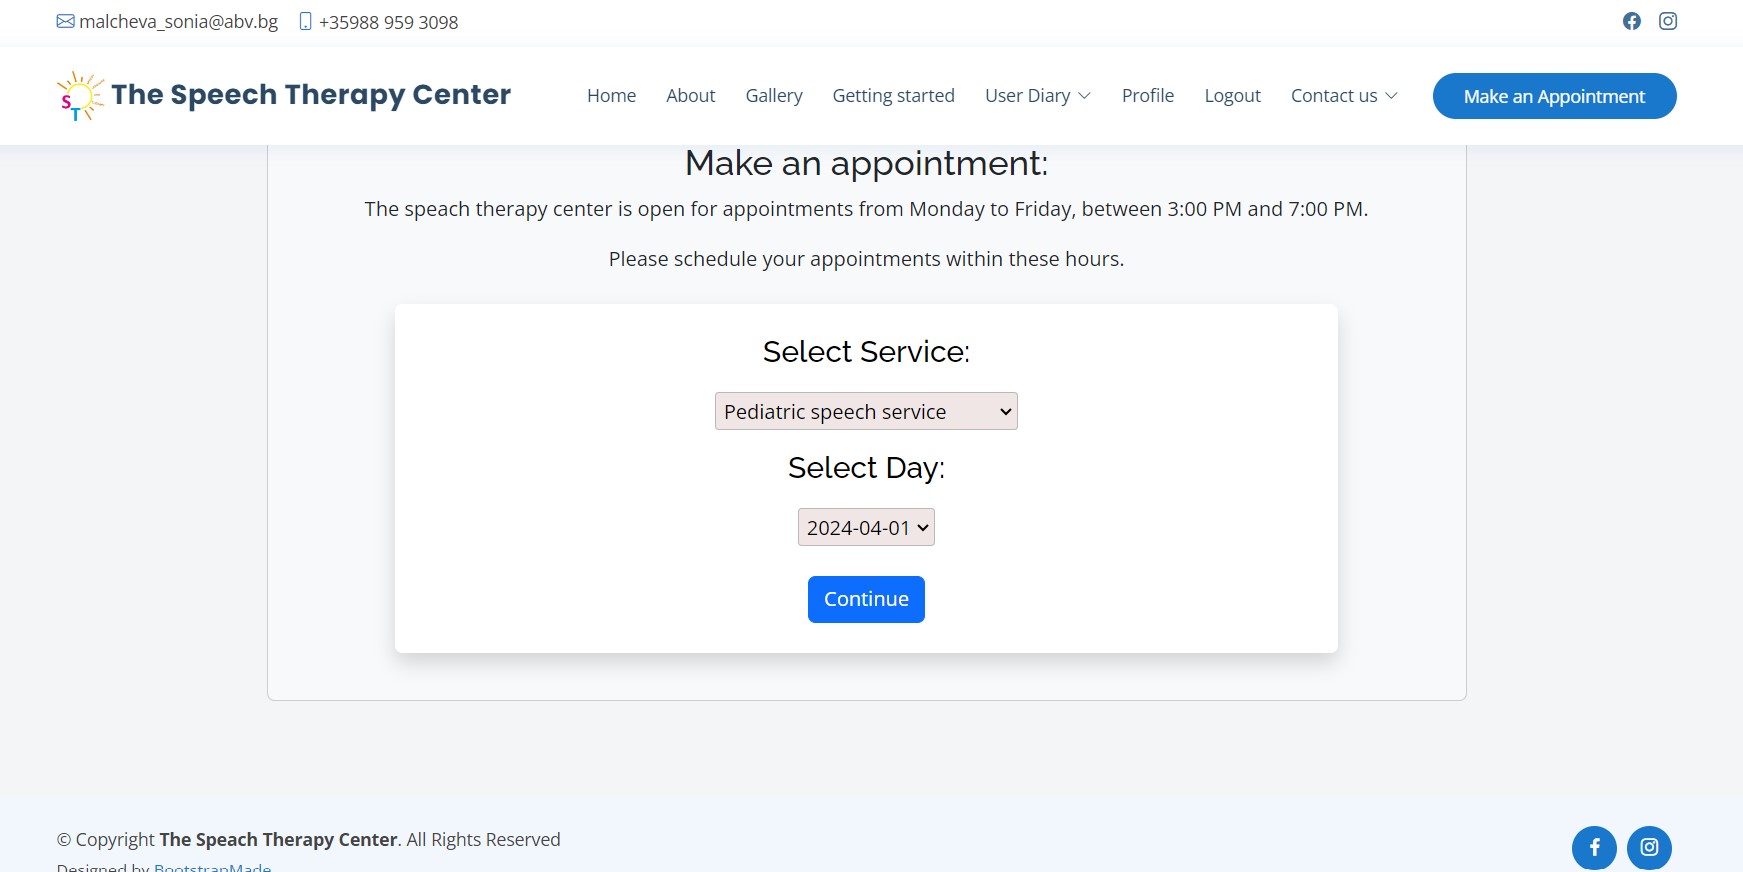 malcheva_sonia@abv.bg +35988 959 3098
ST The Speech Therapy Center Home About Gallery Getting started User Diary Profile Logout Contact us Make an Appointment
Make an appointment:
The speach therapy center is open for appointments from Monday to Friday, between 3:00 PM and 7:00 PM.
Please schedule your appointments within these hours.
Select Service:
Pediatric speech service
Select Day:
2024-04-01
Continue
© Copyright The Speach Therapy Center. All Rights Reserved
Designed by BootstrapMade